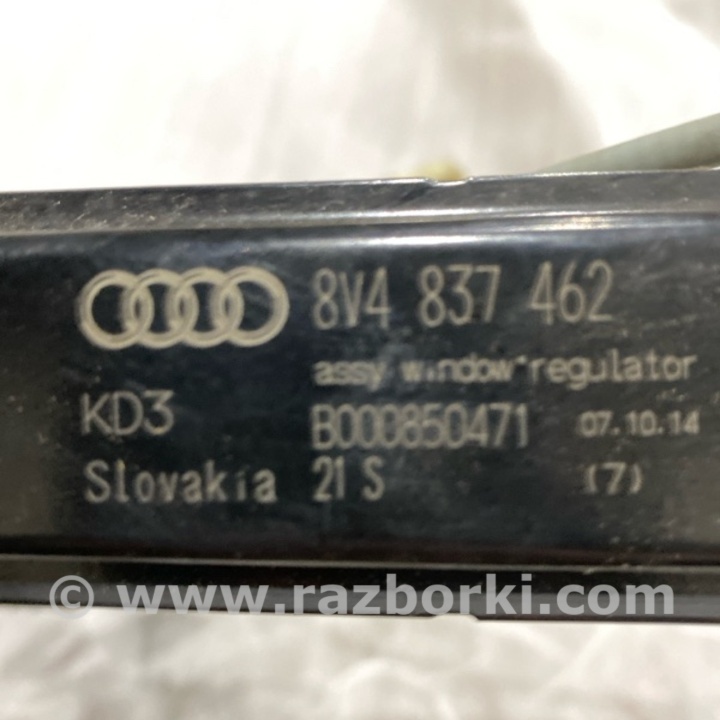 8V4 837 462
assy window regulator
KD3 B000850471 07.10.14
Slovakia 21 S (7)
© www.razborki.com